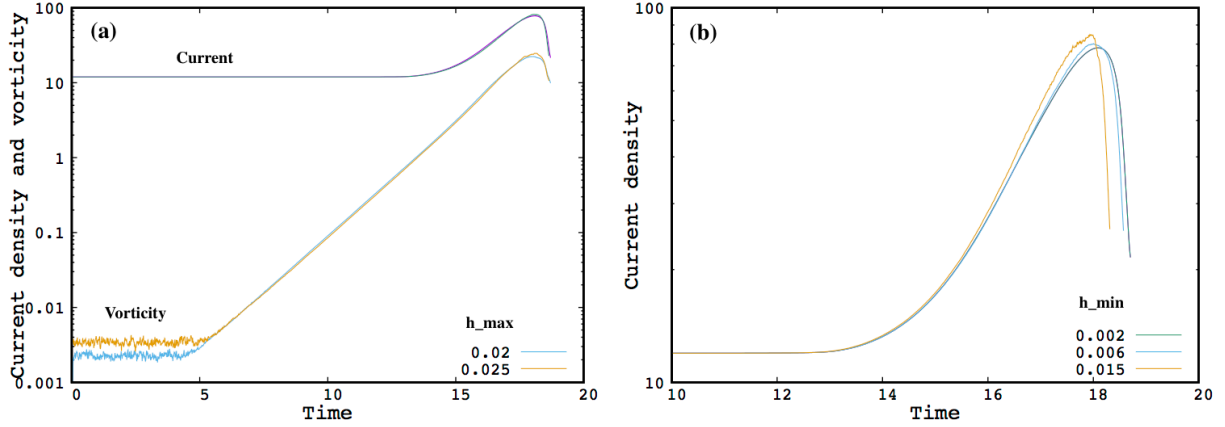 (a)
Current density and vorticity
100
10
1
0.1
0.01
0.001
Current
Vorticity
h_max
0.02
0.025
0
5
10
15
20
Time
(b)
Current density
100
10
h_min
0.002
0.006
0.015
10
12
14
16
18
20
Time